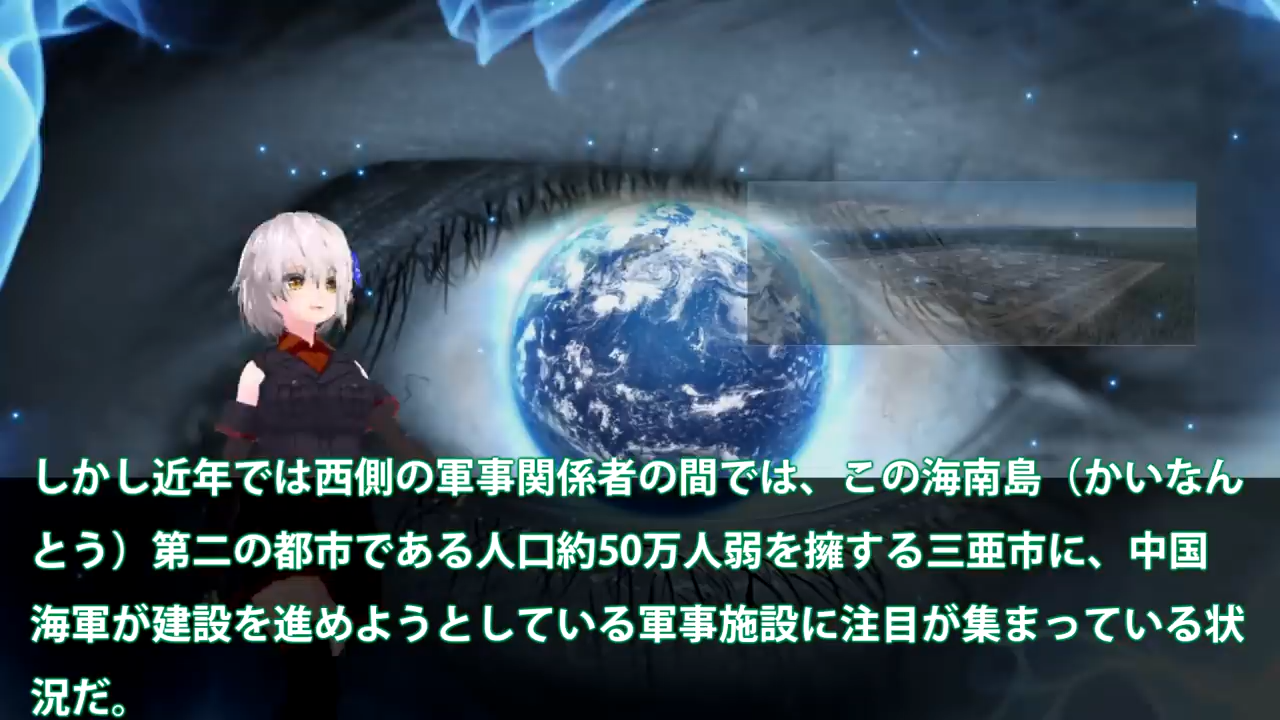 しかし近年では西側の軍事関係者の間では、この海南島（かいなん
とう）第二の都市である人口約50万人弱を擁する三亜市に、中国
海軍が建設を進めようとしている軍事施設に注目が集まっている状
況だ。